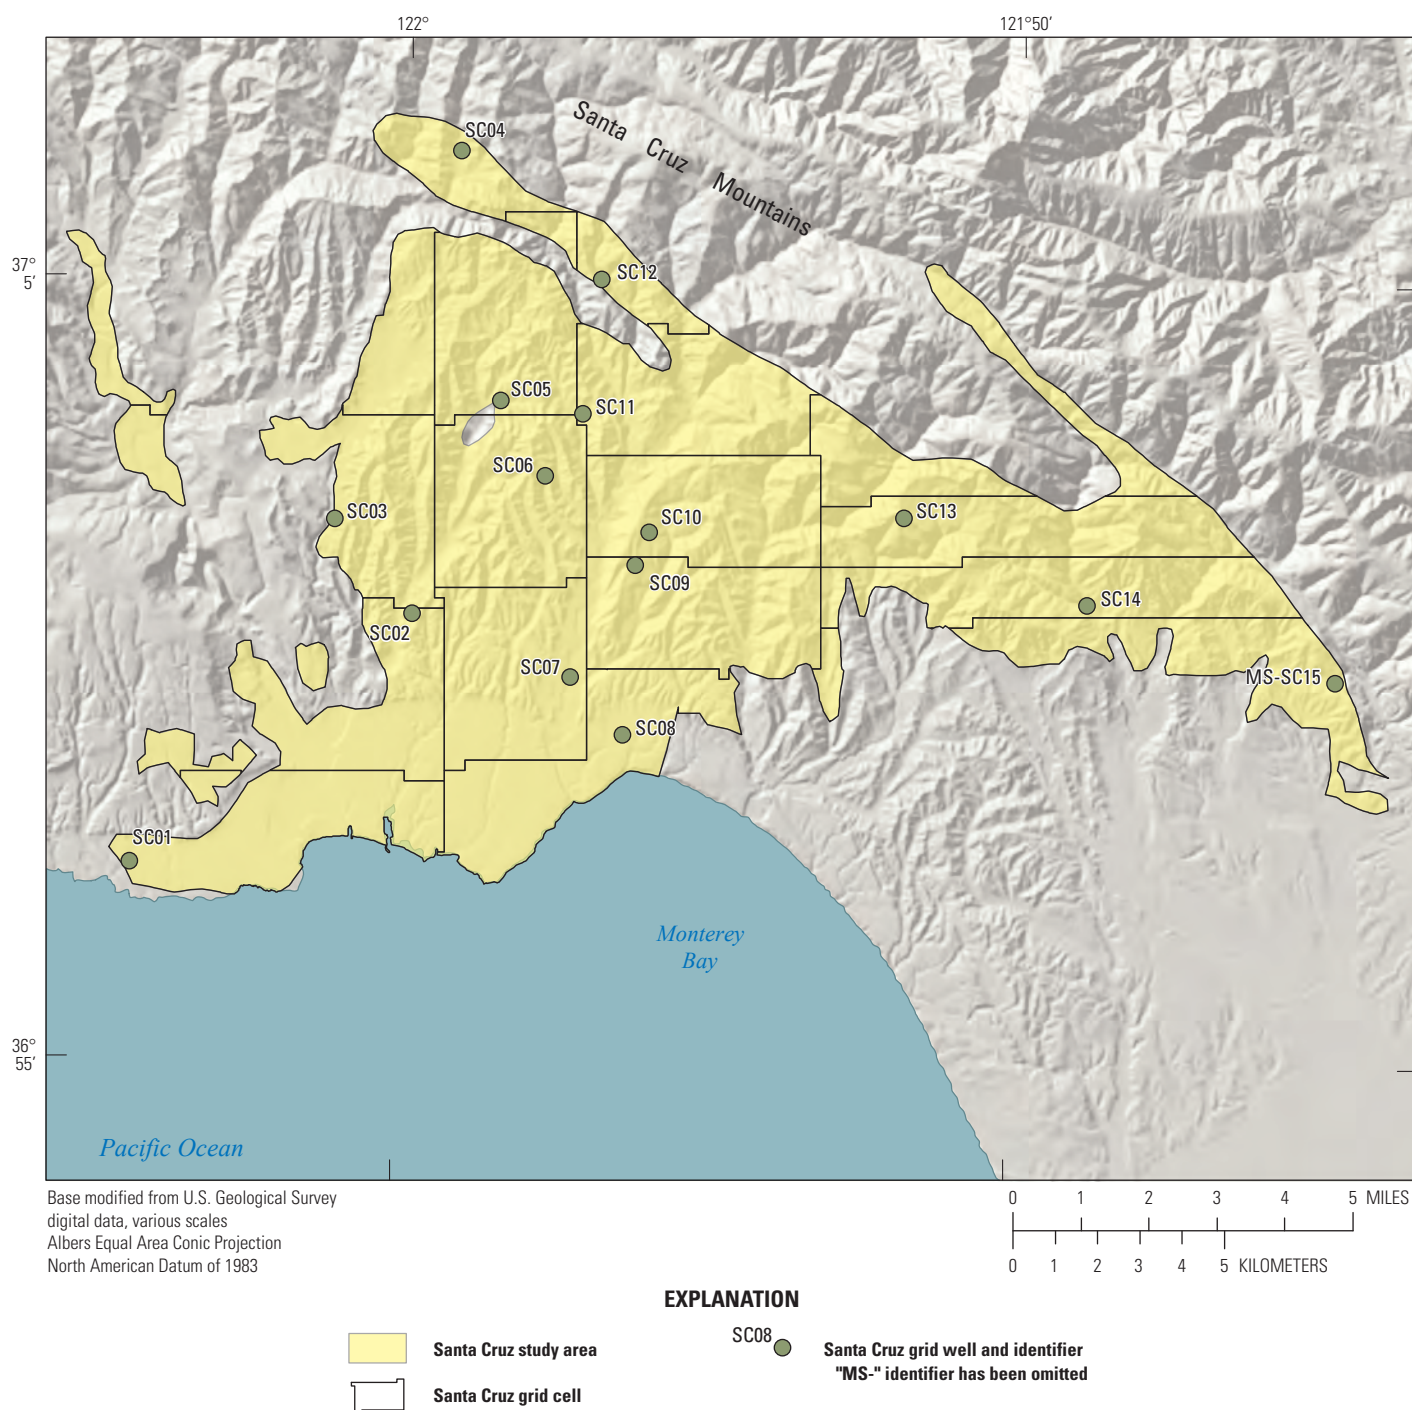 122°
121°50'
SC04
Santa Cruz Mountains
37°
5'
SC12
SC05
SC11
SC06
SC03
SC10
SC13
SC09
SC14
SC02
SC07
MS-SC15
SC08
SC01
Monterey
Bay
36°
55'
Pacific Ocean
Base modified from U.S. Geological Survey
digital data, various scales
Albers Equal Area Conic Projection
North American Datum of 1983
0 1 2 3 4 5 MILES
0 1 2 3 4 5 KILOMETERS
EXPLANATION
Santa Cruz study area
Santa Cruz grid cell
SC08
Santa Cruz grid well and identifier
"MS-" identifier has been omitted